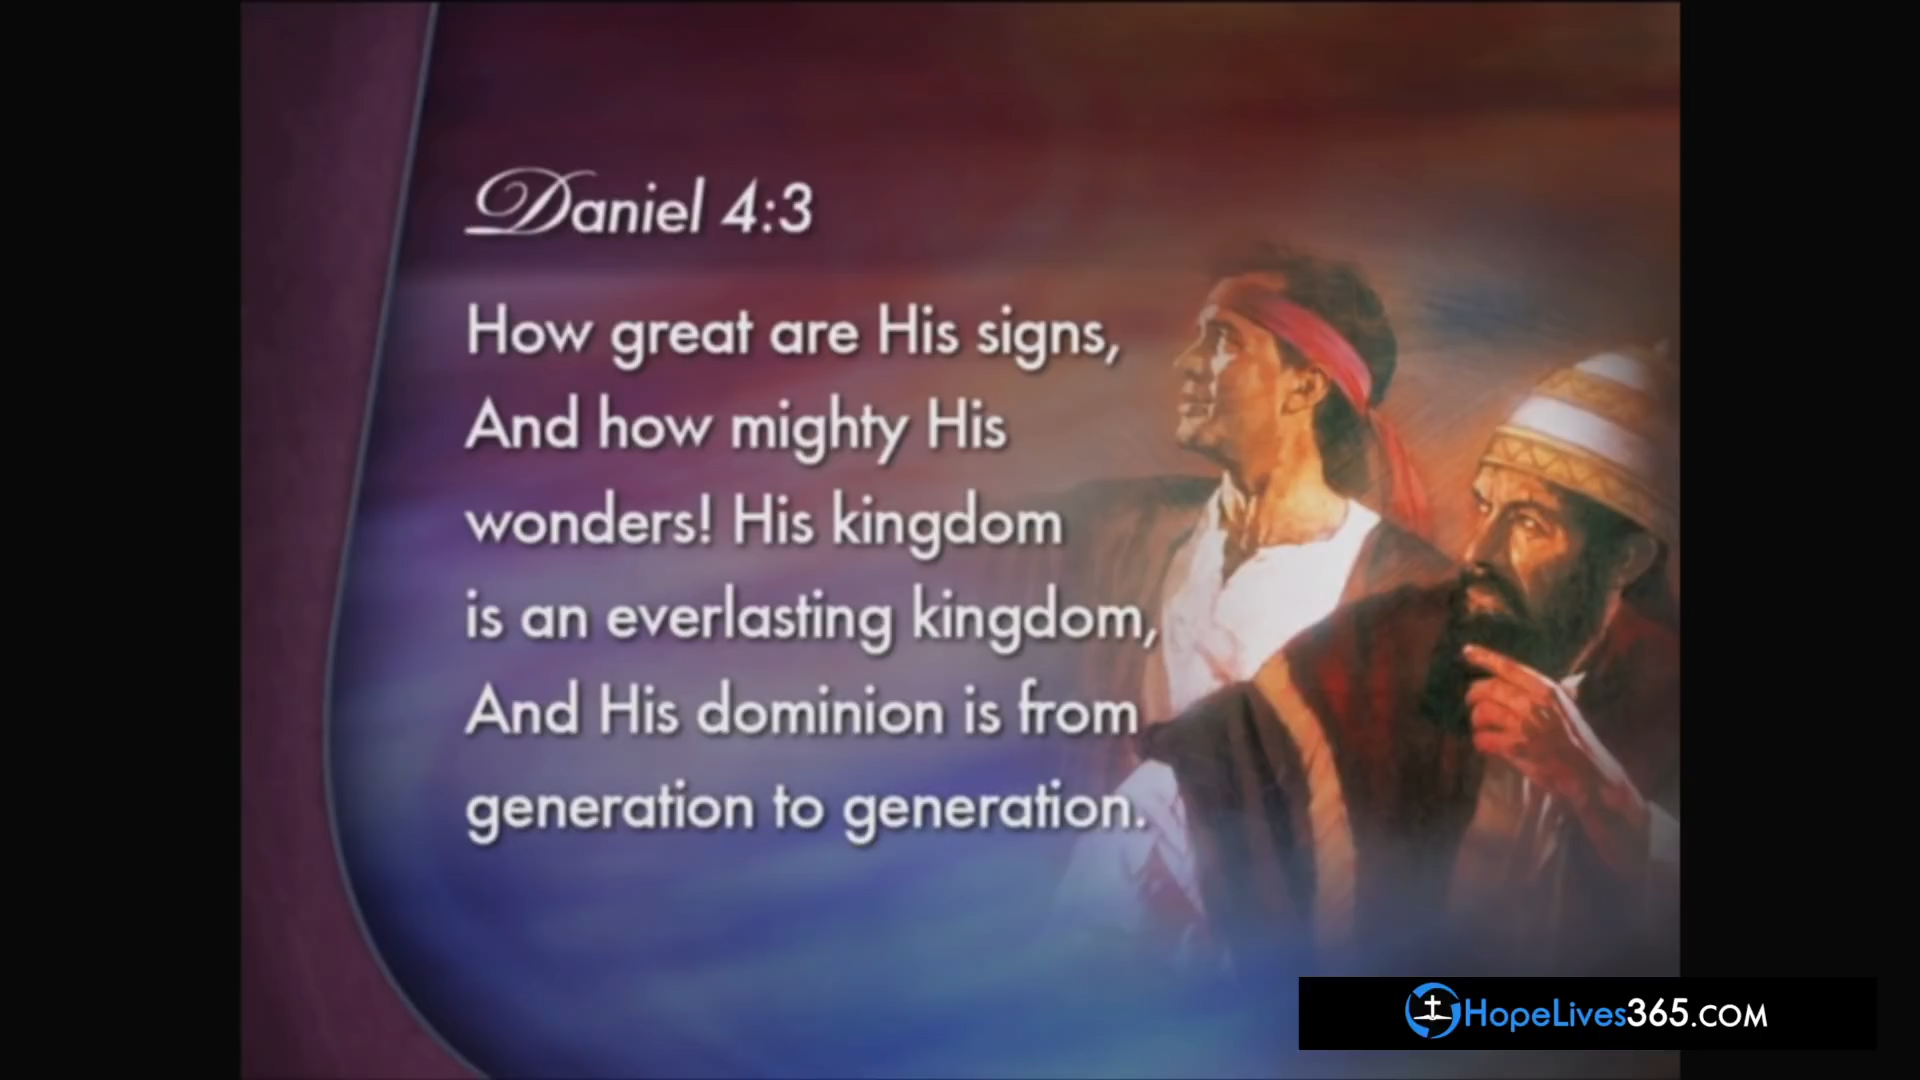 Daniel 4:3
How great are His signs,
And how mighty His
wonders! His kingdom
is an everlasting kingdom,
And His dominion is from
generation to generation.
HopeLives365.COM